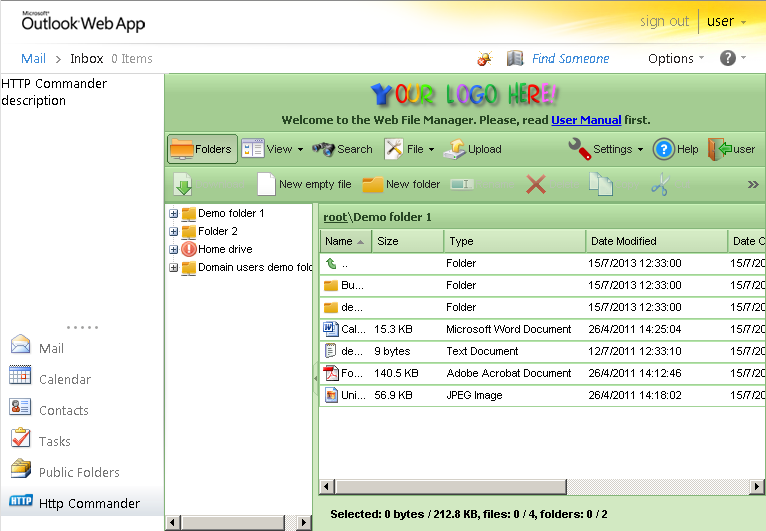 Microsoft®
Outlook Web App
sign out user
Mail > Inbox 0 Items
Find Someone Options ?
HTTP Commander
description
YOUR LOGO HERE!
Welcome to the Web File Manager. Please, read User Manual first.
Folders View Search File Upload Settings ? Help user
New empty file New folder »
Demo folder 1
Folder 2
Home drive
Domain users demo fold
root\Demo folder 1
Name Size Type Date Modified Date C
.. Folder 15/7/2013 12:33:00 15/7/20
Bu... Folder 15/7/2013 12:33:00 15/7/20
de... Folder 15/7/2013 12:33:00 15/7/20
Cal... 15.3 KB Microsoft Word Document 26/4/2011 14:25:04 15/7/20
de... 9 bytes Text Document 12/7/2011 12:33:10 15/7/20
Fo... 140.5 KB Adobe Acrobat Document 26/4/2011 14:12:46 15/7/20
Uni... 56.9 KB JPEG Image 26/4/2011 14:18:02 15/7/20
Mail
Calendar
Contacts
Tasks
Public Folders
HTTP Http Commander
Selected: 0 bytes / 212.8 KB, files: 0 / 4, folders: 0 / 2